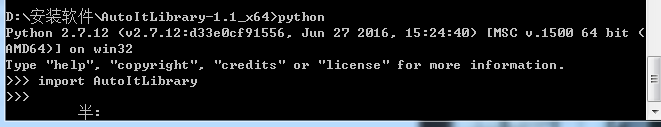 D:\安装软件\AutoItLibrary-1.1_x64>python
Python 2.7.12 (v2.7.12:d33e0cf91556, Jun 27 2016, 15:24:40) [MSC v.1500 64 bit (
AMD64)] on win32
Type "help", "copyright", "credits" or "license" for more information.
>>> import AutoItLibrary
>>>
半: